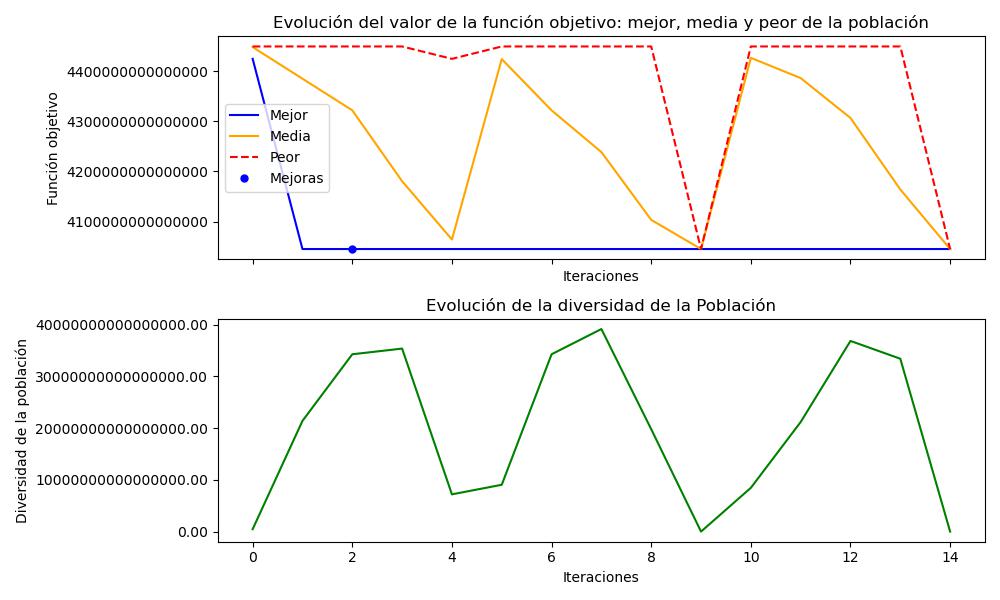 Evolución del valor de la función objetivo: mejor, media y peor de la población
Función objetivo
4400000000000000
4300000000000000
4200000000000000
4100000000000000
Mejor
Media
Peor
Mejoras
Iteraciones
Evolución de la diversidad de la Población
Diversidad de la población
40000000000000000.00
30000000000000000.00
20000000000000000.00
10000000000000000.00
0.00
0 2 4 6 8 10 12 14
Iteraciones